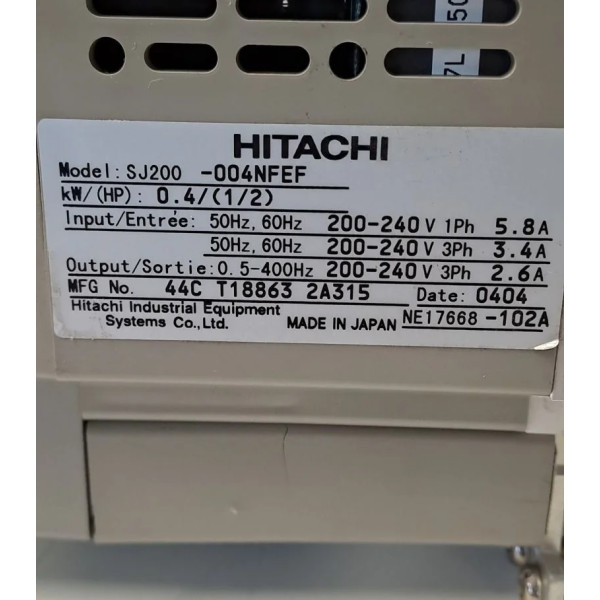 50
7L
HITACHI
Model: SJ200 -004NFEF
kW/(HP): 0.4/(1/2)
Input/Entrée: 50Hz, 60Hz 200-240 V 1Ph 5.8A
50Hz, 60Hz 200-240 V 3Ph 3.4A
Output/Sortie: 0.5-400Hz 200-240 V 3Ph 2.6A
MFG No. 44C T18863 2A315 Date: 0404
Hitachi Industrial Equipment
Systems Co., Ltd. MADE IN JAPAN NE17668 -102A